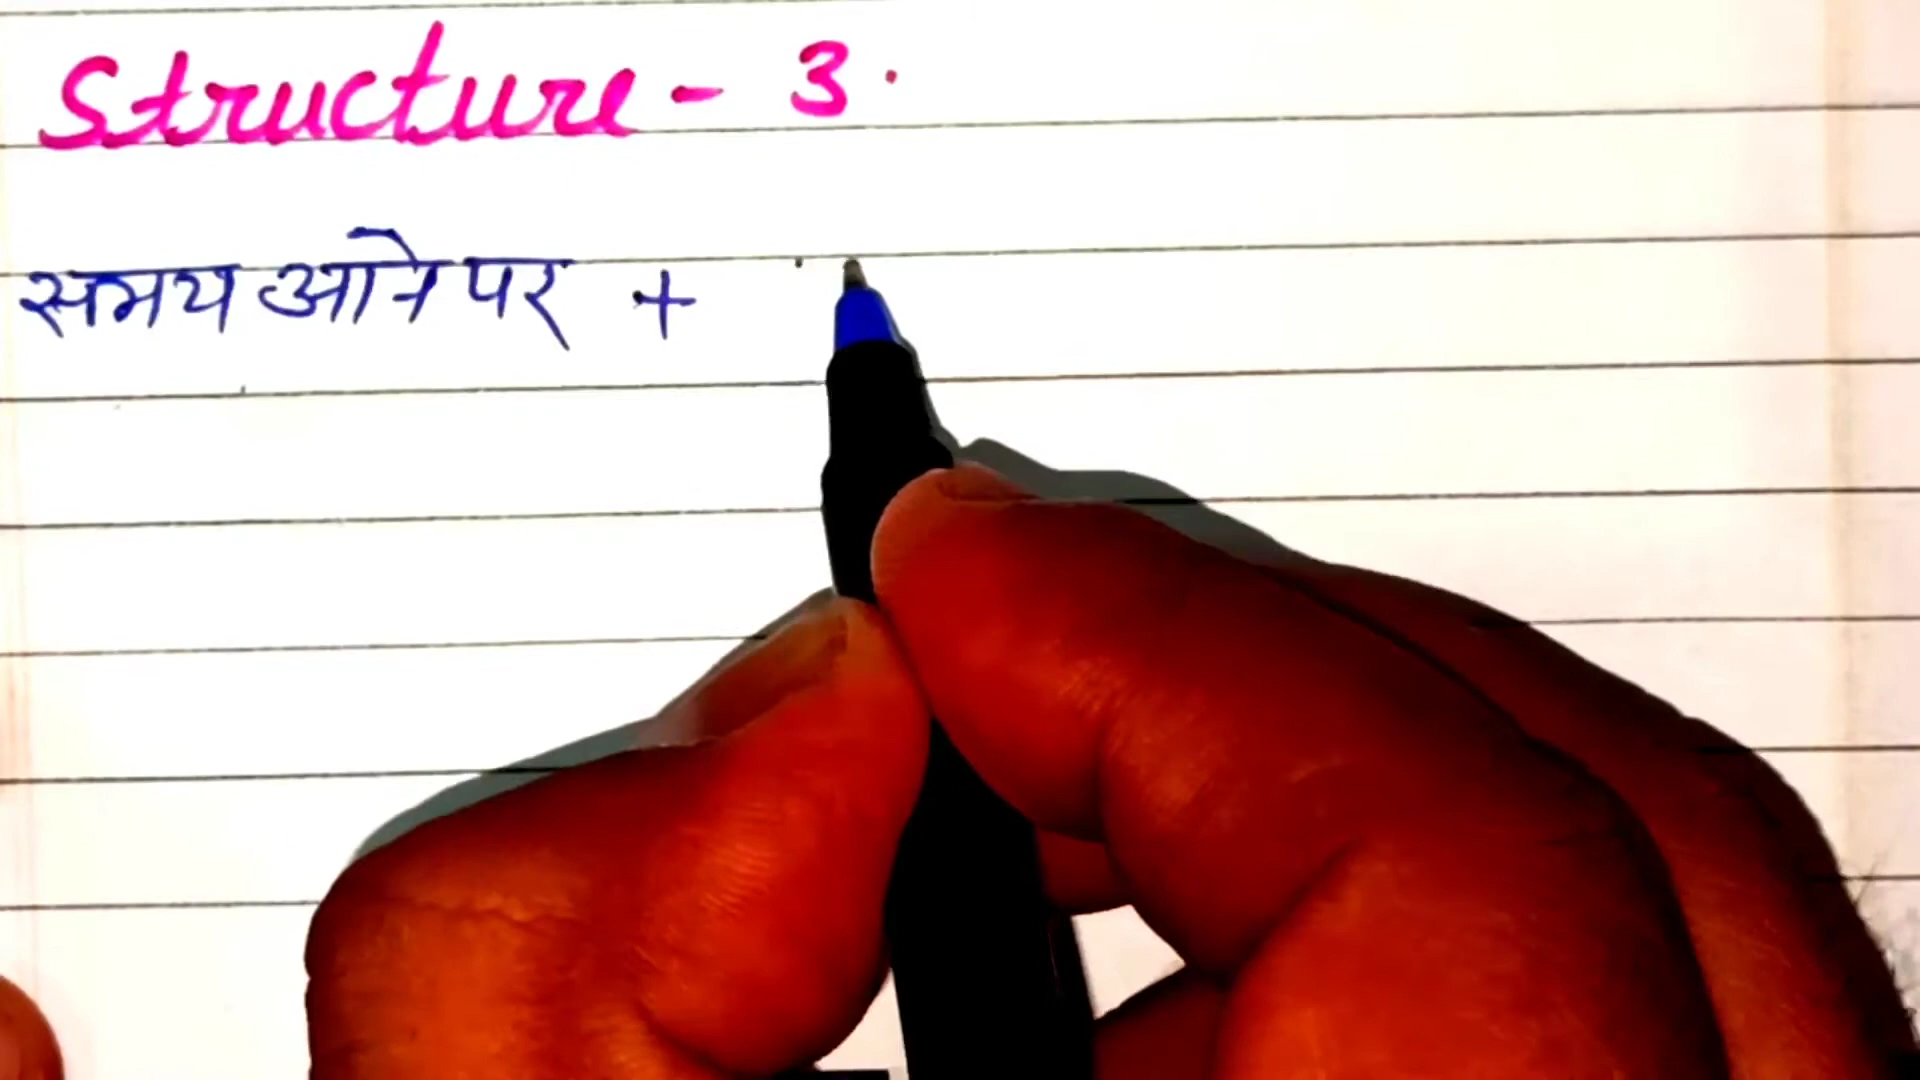 Structure - 3.
समय आने पर +